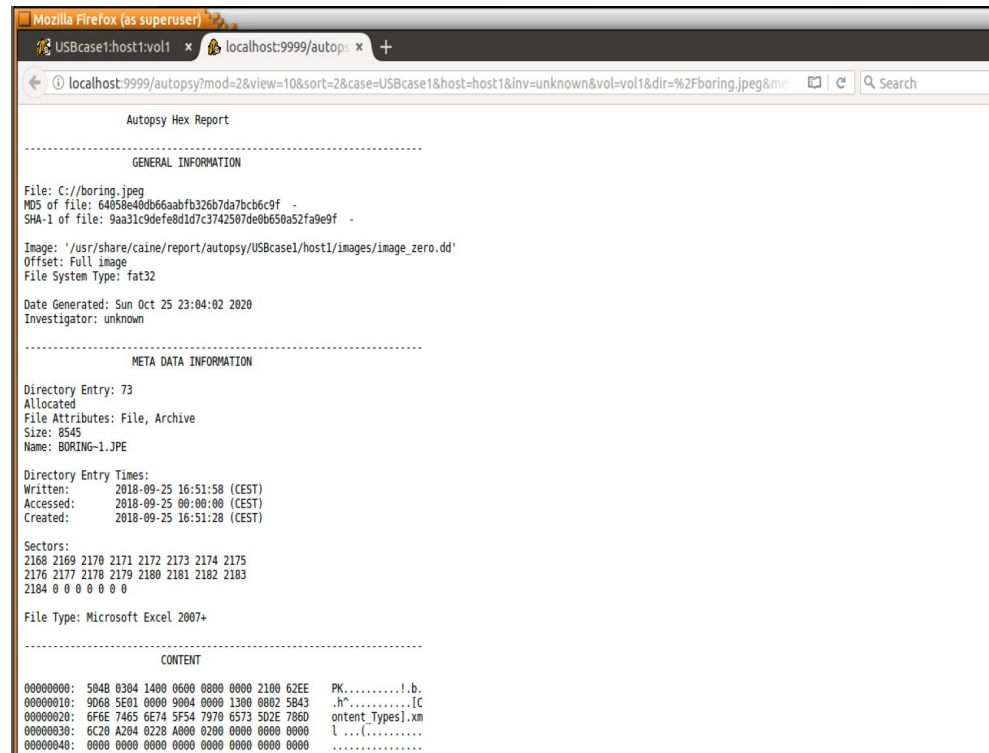 Mozilla Firefox (as superuser)
USBcase1:host1:vol1 × localhost:9999/autops × +
localhost:9999/autopsy?mod=2&view=10&sort=2&case=USBcase1&host=host1&inv=unknown&vol=vol1&dir=%2Fboring.jpeg&me Search
Autopsy Hex Report
----------------------------------------------------------------------
GENERAL INFORMATION
File: C://boring.jpeg
MD5 of file: 64058e40db66aabfb326b7da7bcb6c9f -
SHA-1 of file: 9aa31c9defe8d1d7c3742507de0b650a52fa9e9f -
Image: '/usr/share/caine/report/autopsy/USBcase1/host1/images/image_zero.dd'
Offset: Full image
File System Type: fat32
Date Generated: Sun Oct 25 23:04:02 2020
Investigator: unknown
----------------------------------------------------------------------
META DATA INFORMATION
Directory Entry: 73
Allocated
File Attributes: File, Archive
Size: 8545
Name: BORING~1.JPE
Directory Entry Times:
Written: 2018-09-25 16:51:58 (CEST)
Accessed: 2018-09-25 00:00:00 (CEST)
Created: 2018-09-25 16:51:28 (CEST)
Sectors:
2168 2169 2170 2171 2172 2173 2174 2175
2176 2177 2178 2179 2180 2181 2182 2183
2184 0 0 0 0 0 0 0
File Type: Microsoft Excel 2007+
----------------------------------------------------------------------
CONTENT
00000000: 504B 0304 1400 0600 0800 0000 2100 62EE PK..........!.b.
00000010: 9D68 5E01 0000 9004 0000 1300 0802 5B43 .h^...........[C
00000020: 6F6E 7465 6E74 5F54 7970 6573 5D2E 786D ontent_Types].xm
00000030: 6C20 A204 0228 A000 0200 0000 0000 0000 l ...(..........
00000040: 0000 0000 0000 0000 0000 0000 0000 0000 ................